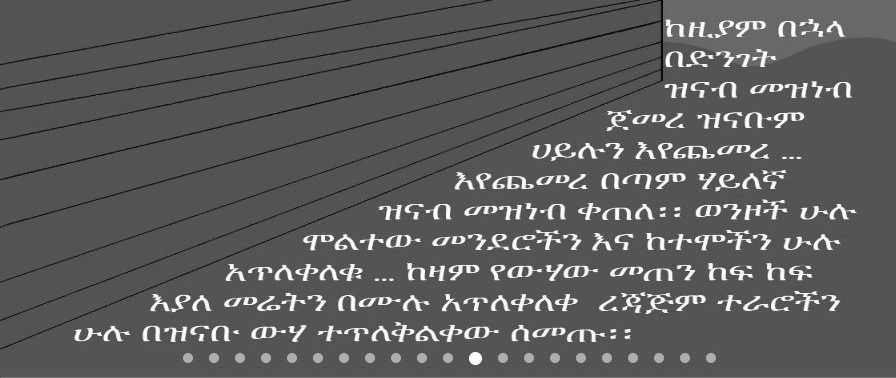 ከዚያም በኋላ
በድንገት
ዝናብ መዝነብ
ጀመረ ዝናቡም
ሀይሉን እየጨመረ ...
እየጨመረ በጣም ሃይለኛ
ዝናብ መዝነብ ቀጠለ፡፡ ወንዞች ሁሉ
ሞልተው መንደሮችን እና ከተሞችን ሁሉ
አጥለቀለቁ ... ከዛም የውሃው መጠን ከፍ ከፍ
እያለ መሬትን በሙሉ አጥለቀለቀ ረጃጅም ተራሮችን
ሁሉ በዝናቡ ውሃ ተጥለቅልቀው ሰመጡ፡፡